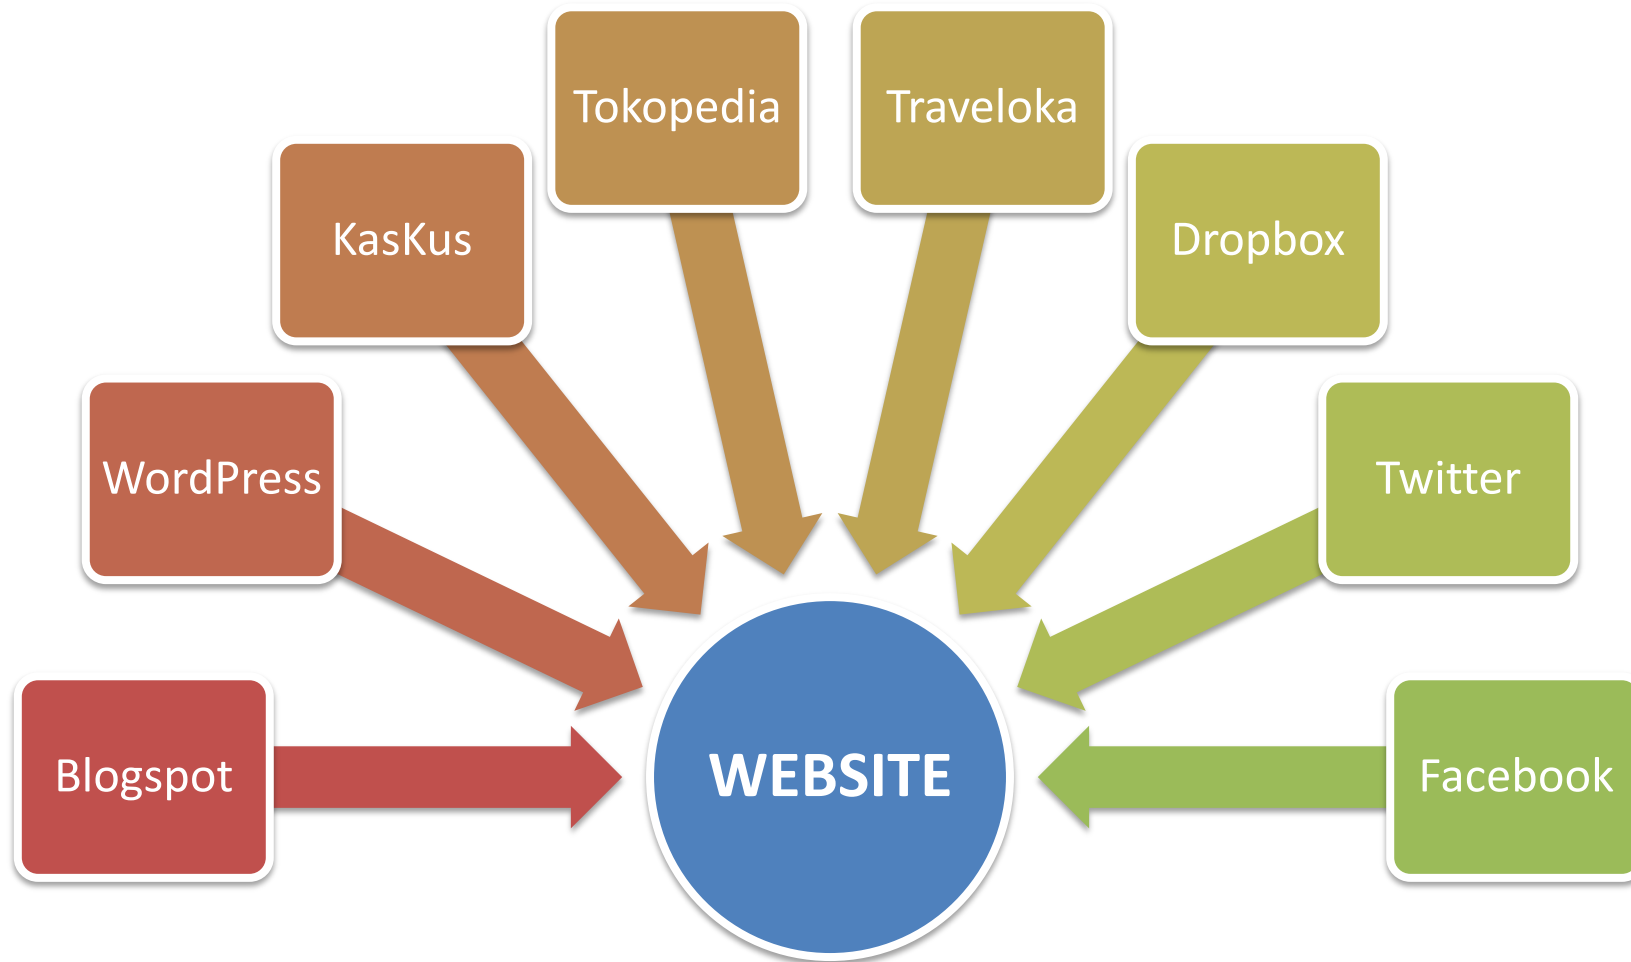 Tokopedia
Traveloka
KasKus
Dropbox
WordPress
Twitter
Blogspot
WEBSITE
Facebook